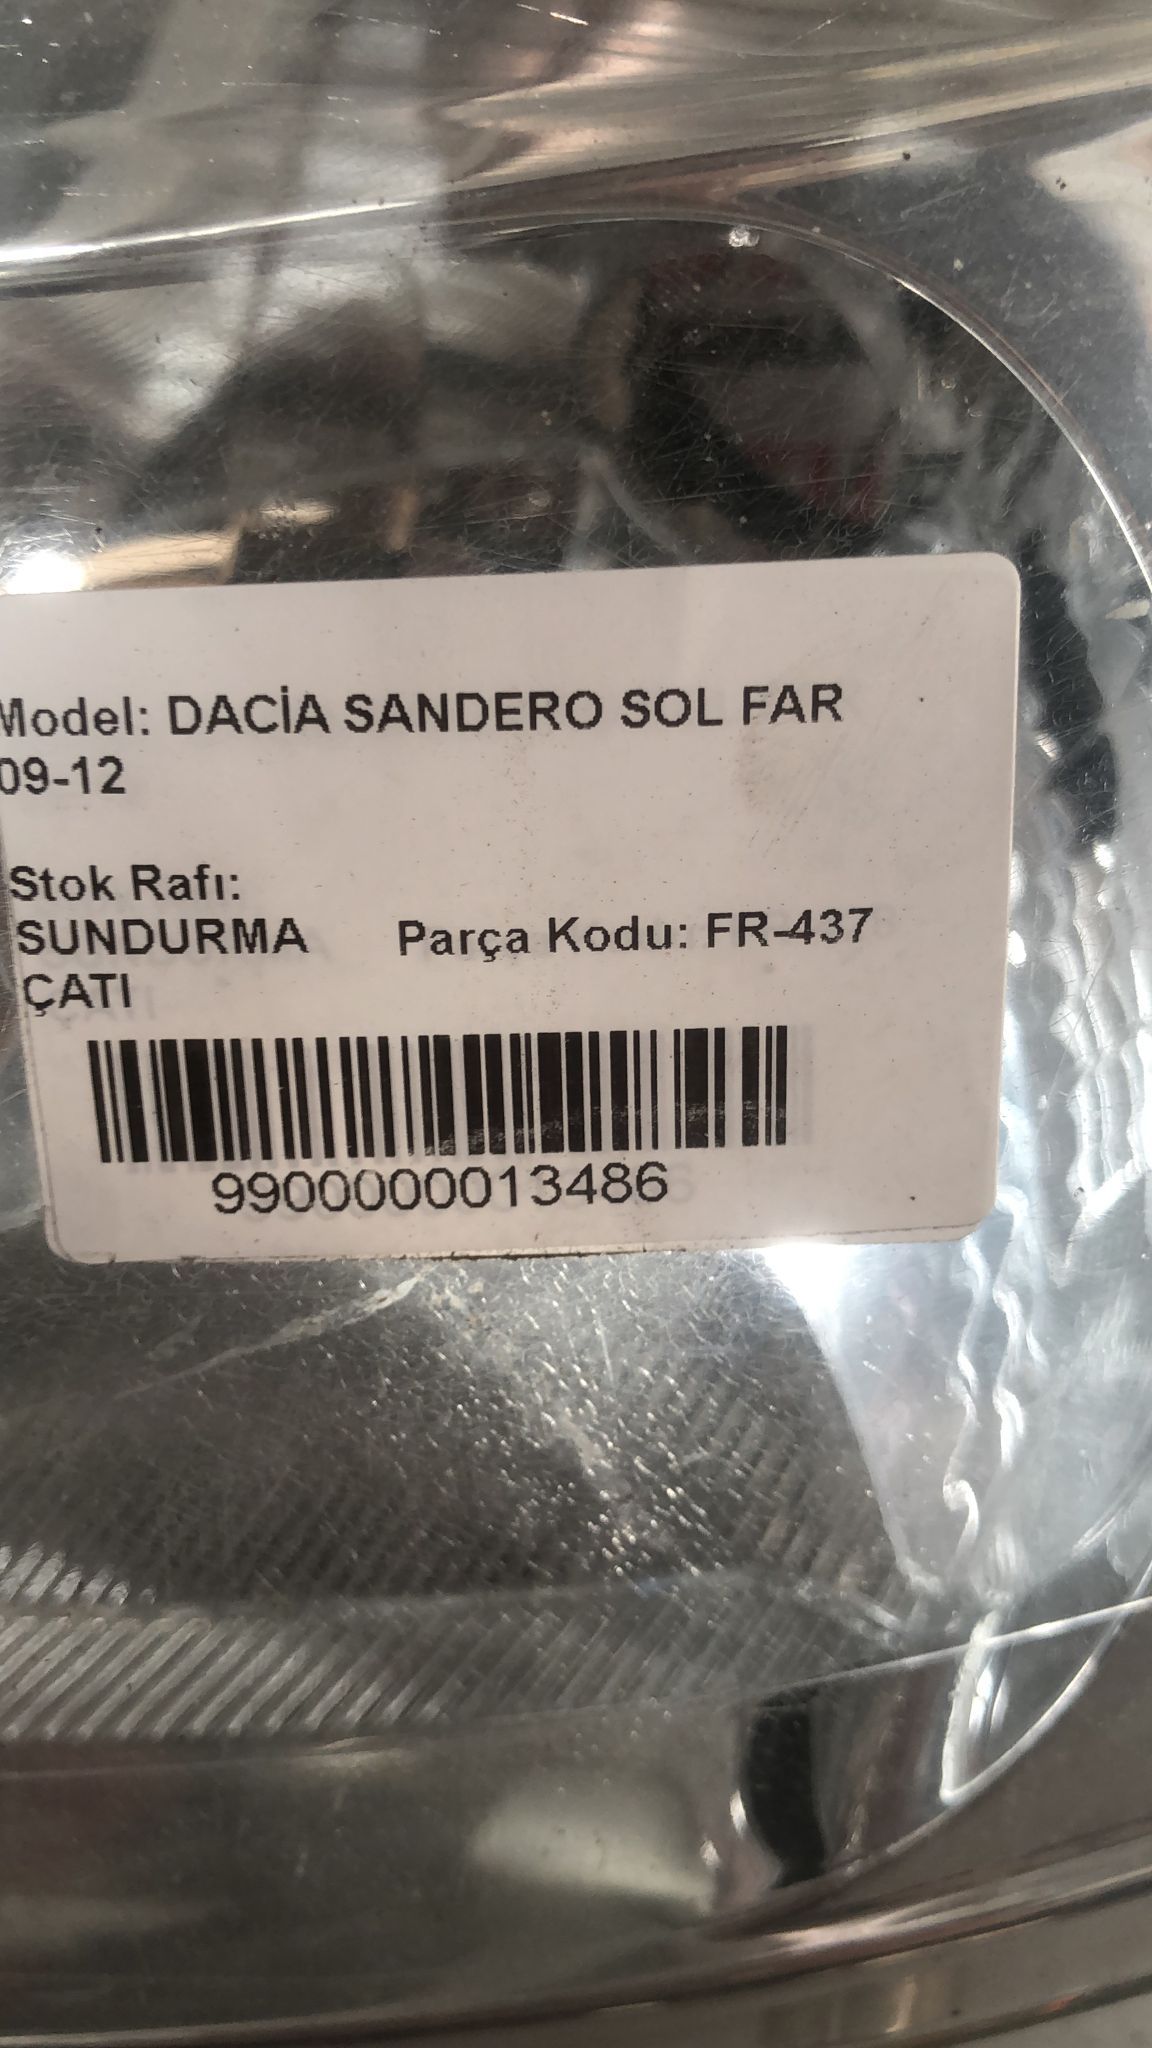 Model: DACİA SANDERO SOL FAR
09-12
Stok Rafı:
SUNDURMA
ÇATI
Parça Kodu: FR-437
9900000013486